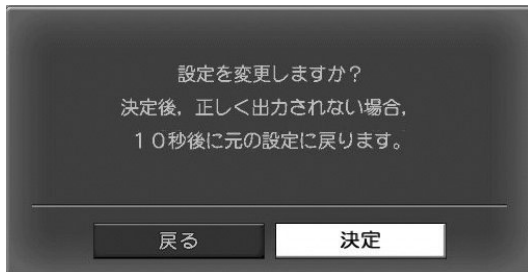 設定を変更しますか？
決定後，正しく出力されない場合，
１０秒後に元の設定に戻ります。
戻る
決定